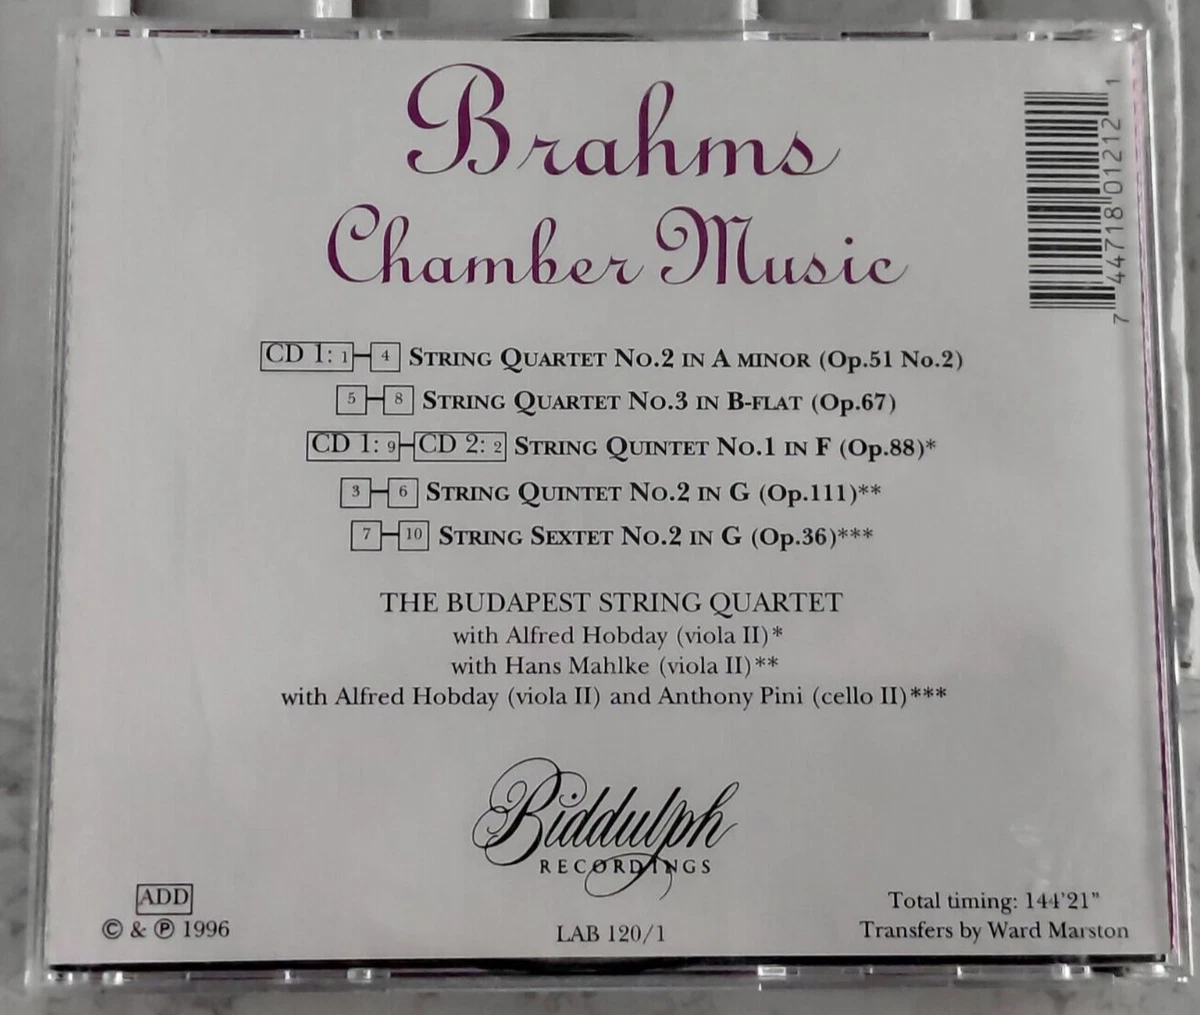 Brahms
Chamber Music
CD 1: 1 – 4 String Quartet No.2 in A minor (Op.51 No.2)
5 – 8 String Quartet No.3 in B-flat (Op.67)
CD 1: 9 – CD 2: 2 String Quintet No.1 in F (Op.88)*
3 – 6 String Quintet No.2 in G (Op.111)**
7 – 10 String Sextet No.2 in G (Op.36)***
THE BUDAPEST STRING QUARTET
with Alfred Hobday (viola II)*
with Hans Mahlke (viola II)**
with Alfred Hobday (viola II) and Anthony Pini (cello II)***
Biddulph
RECORDINGS
ADD
© & ℗ 1996
LAB 120/1
Total timing: 144'21"
Transfers by Ward Marston
7 44718 01212 1